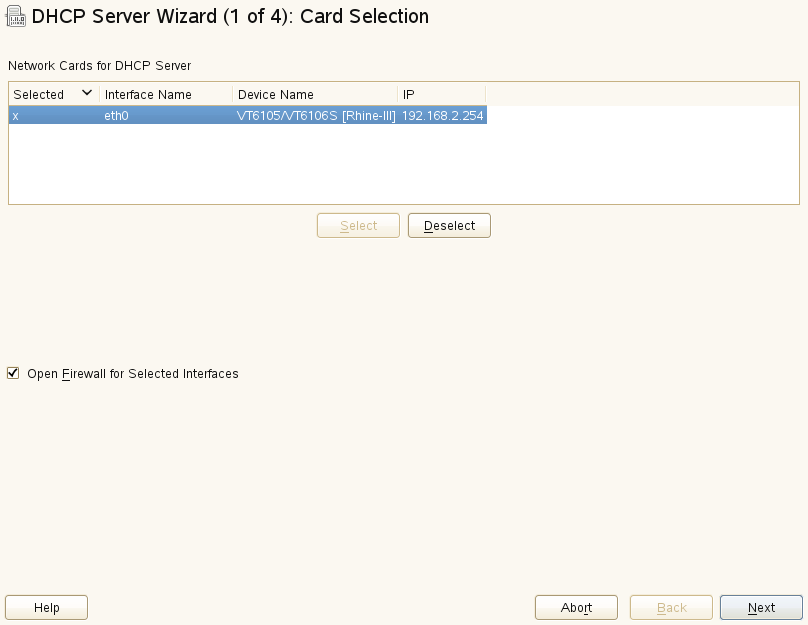 DHCP Server Wizard (1 of 4): Card Selection
Network Cards for DHCP Server
Selected Interface Name Device Name IP
x eth0 VT6105/VT6106S [Rhine-III] 192.168.2.254
Select Deselect
Open Firewall for Selected Interfaces
Help Abort Back Next